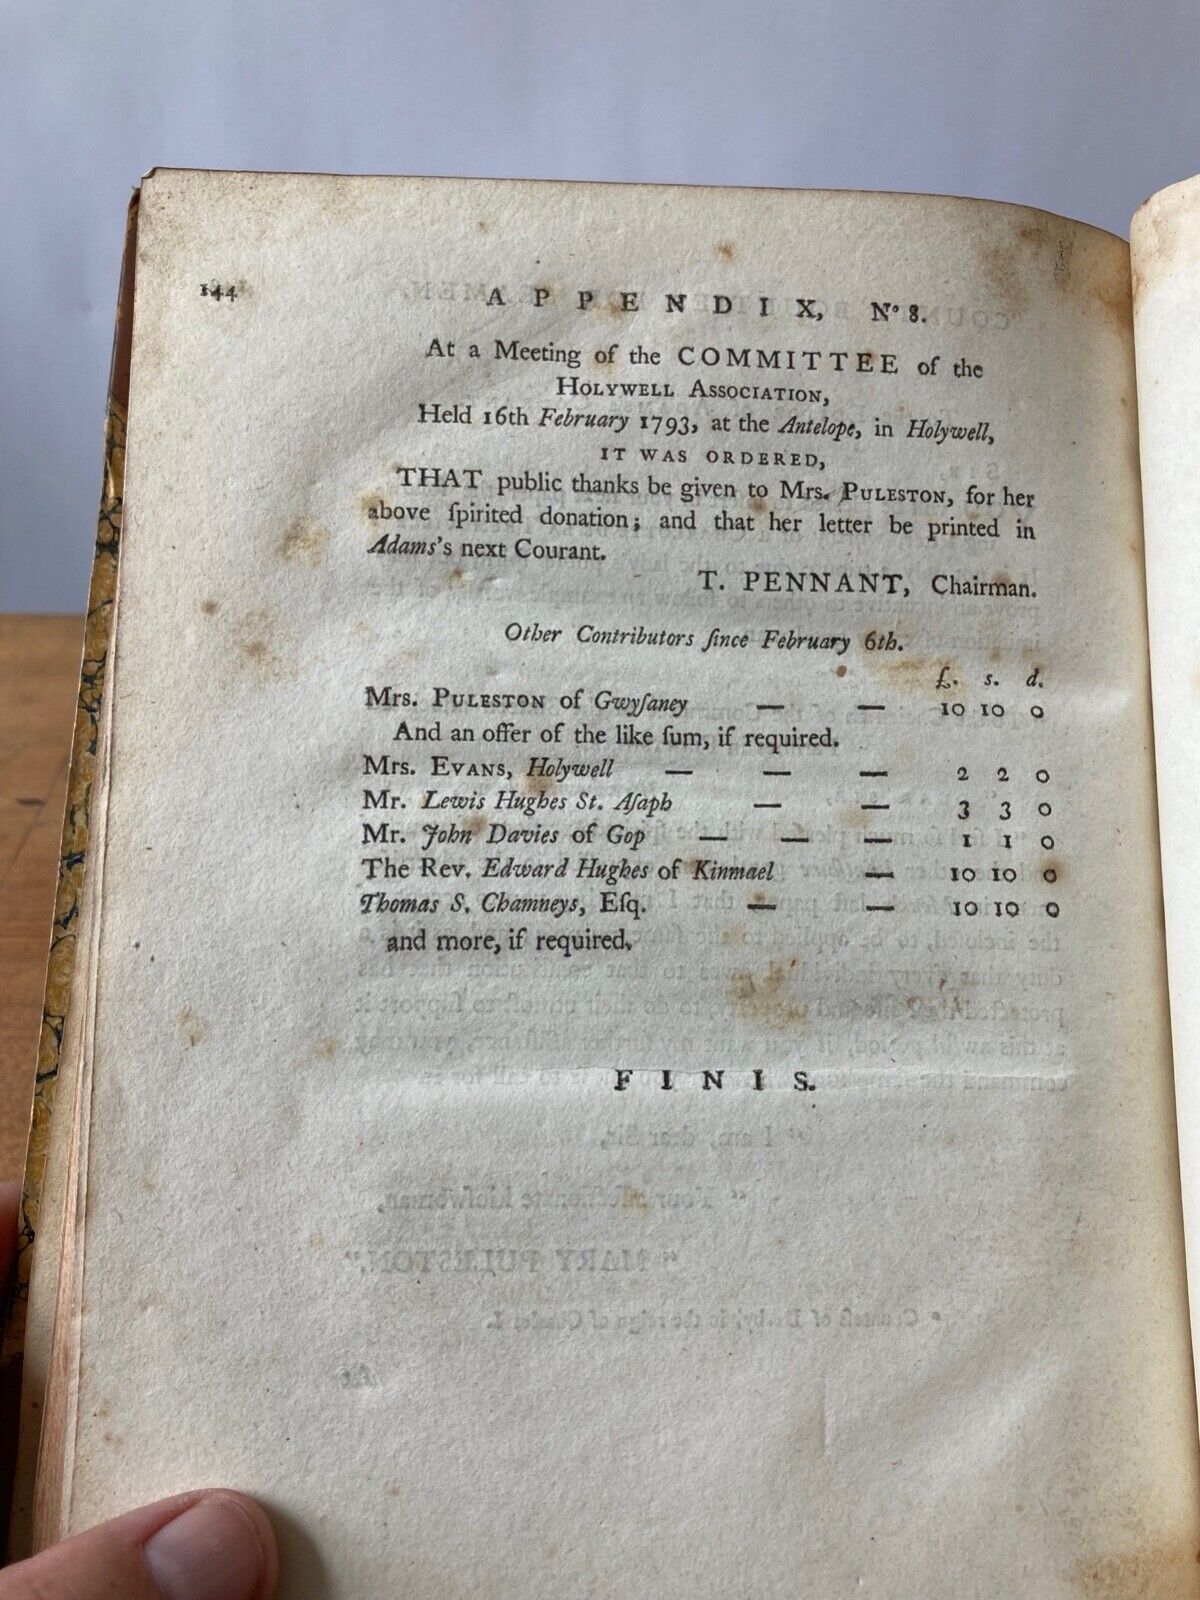 144
APPENDIX, Nº 8.
At a Meeting of the COMMITTEE of the
HOLYWELL ASSOCIATION,
Held 16th February 1793, at the Antelope, in Holywell,
IT WAS ORDERED,
THAT public thanks be given to Mrs. PULESTON, for her
above ſpirited donation; and that her letter be printed in
Adams's next Courant.
T. PENNANT, Chairman.
Other Contributors ſince February 6th.
£. s. d.
Mrs. PULESTON of Gwyſaney — — 10 10 0
And an offer of the like ſum, if required.
Mrs. EVANS, Holywell — — — 2 2 0
Mr. Lewis Hughes St. Aſaph — — 3 3 0
Mr. John Davies of Gop — — — 1 1 0
The Rev. Edward Hughes of Kinmael — 10 10 0
Thomas S. Chamneys, Eſq. — — 10 10 0
and more, if required.
FINIS.